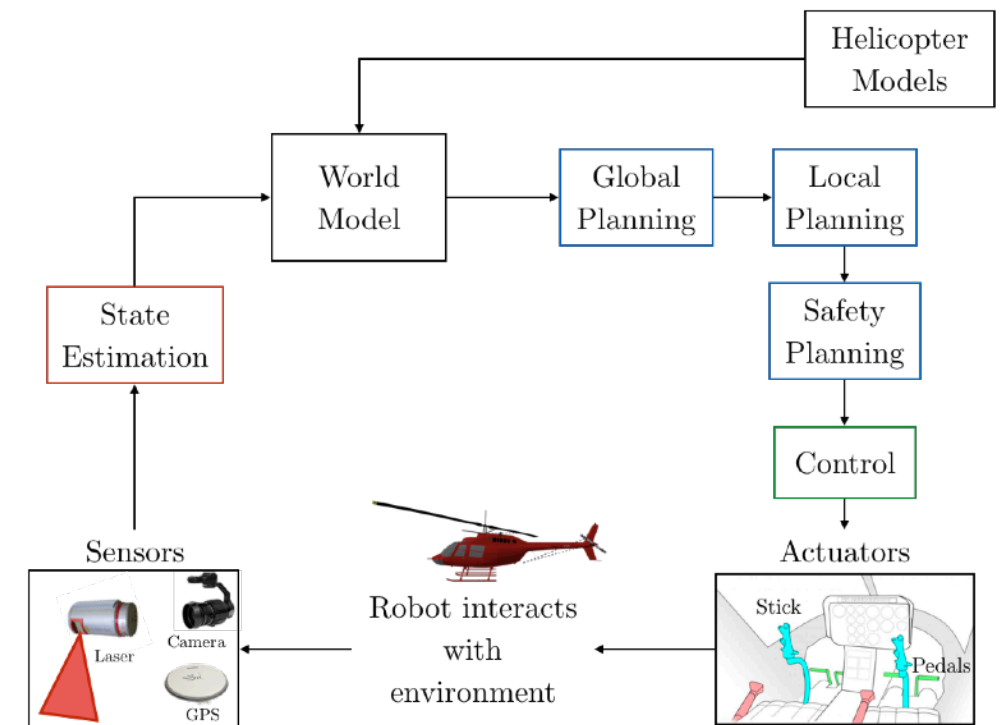 Helicopter
Models
World
Model
Global
Planning
Local
Planning
State
Estimation
Safety
Planning
Control
Sensors
Actuators
Laser
Camera
GPS
Robot interacts
with
environment
Stick
Pedals